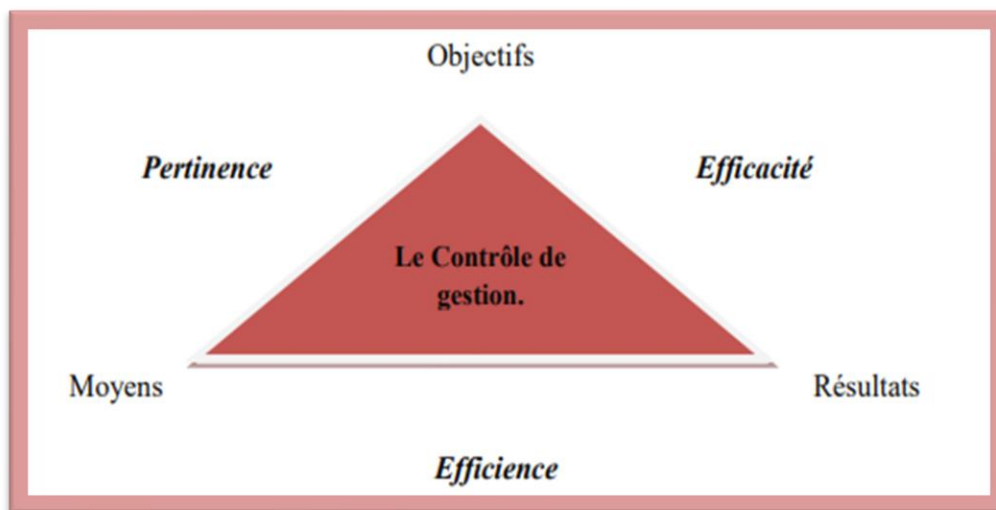 Objectifs
Pertinence
Efficacité
Le Contrôle de
gestion.
Moyens
Résultats
Efficience